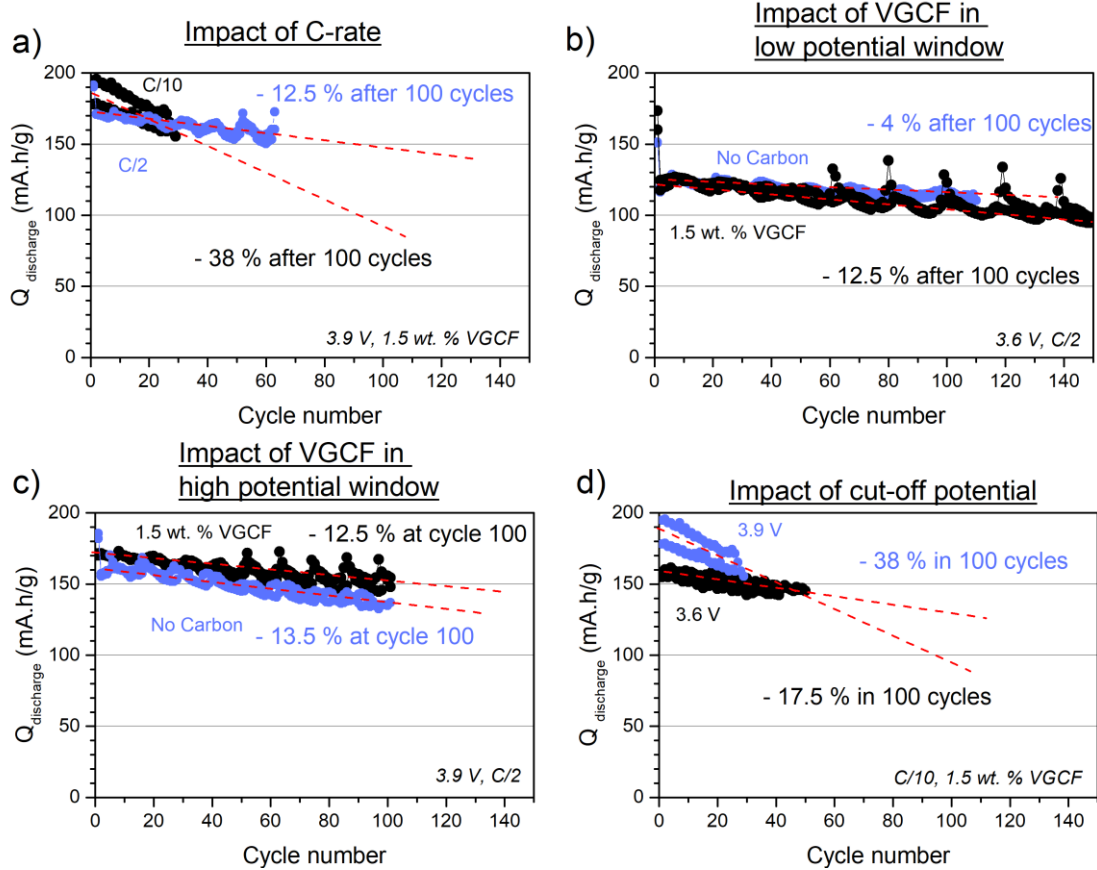 a)
Impact of C-rate
200
150
100
50
0
Q discharge (mA.h/g)
C/10
- 12.5 % after 100 cycles
C/2
- 38 % after 100 cycles
3.9 V, 1.5 wt. % VGCF
0 20 40 60 80 100 120 140
Cycle number
b)
Impact of VGCF in
low potential window
200
150
100
50
0
Q discharge (mA.h/g)
- 4 % after 100 cycles
No Carbon
1.5 wt. % VGCF
- 12.5 % after 100 cycles
3.6 V, C/2
0 20 40 60 80 100 120 140
Cycle number
c)
Impact of VGCF in
high potential window
200
150
100
50
0
Q discharge (mA.h/g)
1.5 wt. % VGCF
- 12.5 % at cycle 100
No Carbon
- 13.5 % at cycle 100
3.9 V, C/2
0 20 40 60 80 100 120 140
Cycle number
d)
Impact of cut-off potential
200
150
100
50
0
Q discharge (mA.h/g)
3.9 V
- 38 % in 100 cycles
3.6 V
- 17.5 % in 100 cycles
C/10, 1.5 wt. % VGCF
0 20 40 60 80 100 120 140
Cycle number